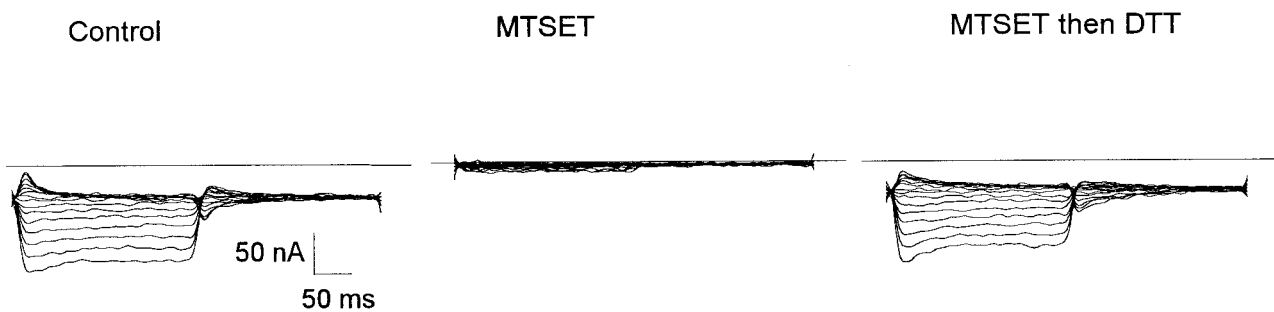 Control
MTSET
MTSET then DTT
50 nA
50 ms